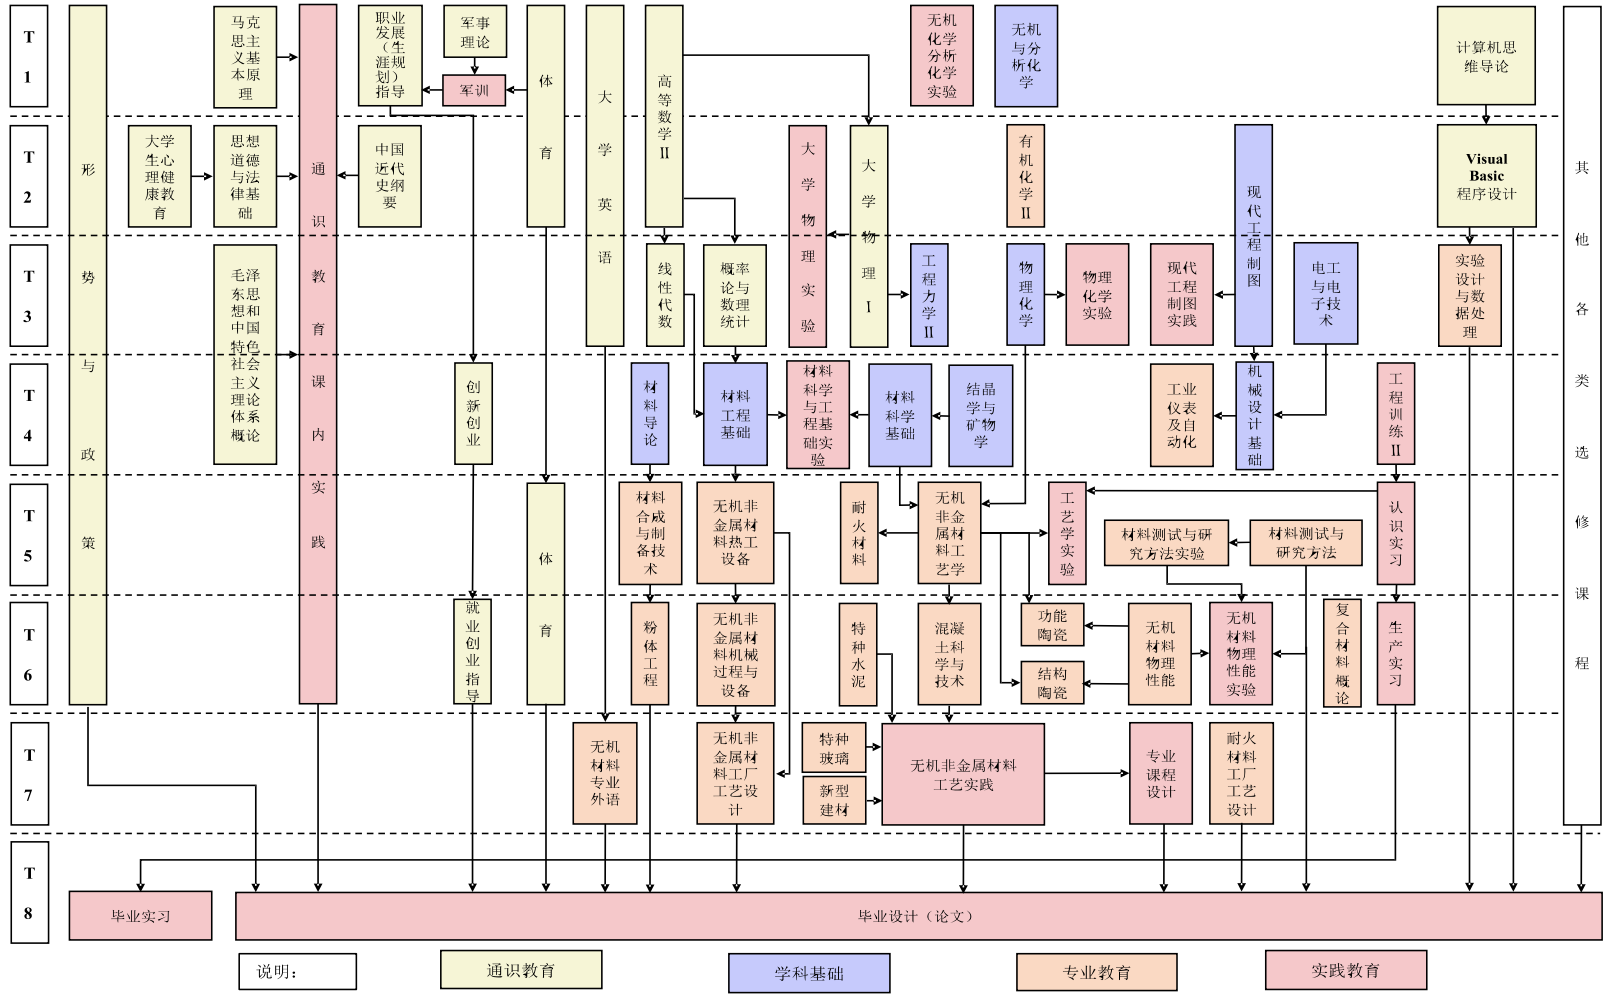 T
1
T
2
T
3
T
4
T
5
T
6
T
7
T
8
形
势
与
政
策
马克
思主
义基
本原
理
大学
生心
理健
康教
育
思想
道德
与法
律基
础
毛泽
东思
想和
中国
特色
社会
主义
理论
体系
概论
通
识
教
育
课
内
实
践
职业
发展
（生
涯规
划）
指导
军事
理论
军训
中国
近代
史纲
要
创
新
创
业
就
业
创
业
指
导
体
育
体
育
大
学
英
语
高
等
数
学
II
线
性
代
数
概率
论与
数理
统计
大
学
物
理
实
验
大
学
物
理
I
无机
化学
分析
化学
实验
无机
与分
析化
学
有
机
化
学
II
工
程
力
学
II
物
理
化
学
物理
化学
实验
现代
工程
制图
实践
现
代
工
程
制
图
电工
与电
子技
术
计算机思
维导论
Visual
Basic
程序设计
实验
设计
与数
据处
理
材
料
导
论
材料
工程
基础
材料
科学
与工
程基
础实
验
材料
科学
基础
结晶
学与
矿物
学
工业
仪表
及自
动化
机
械
设
计
基
础
工
程
训
练
II
材料
合成
与制
备技
术
无机非
金属材
料热工
设备
耐
火
材
料
无机
非金
属材
料工
艺学
工
艺
学
实
验
材料测试与研
究方法实验
材料测试与
研究方法
认
识
实
习
粉
体
工
程
无机非
金属材
料机械
过程与
设备
特
种
水
泥
混凝
土科
学与
技术
功能
陶瓷
结构
陶瓷
无机
材料
物理
性能
无机
材料
物理
性能
实验
复
合
材
料
概
论
生
产
实
习
无机
材料
专业
外语
无机非
金属材
料工厂
工艺设
计
特种
玻璃
新型
建材
无机非金属材料
工艺实践
专业
课程
设计
耐火
材料
工厂
工艺
设计
其
他
各
类
选
修
课
程
毕业实习
毕业设计（论文）
说明：
通识教育
学科基础
专业教育
实践教育